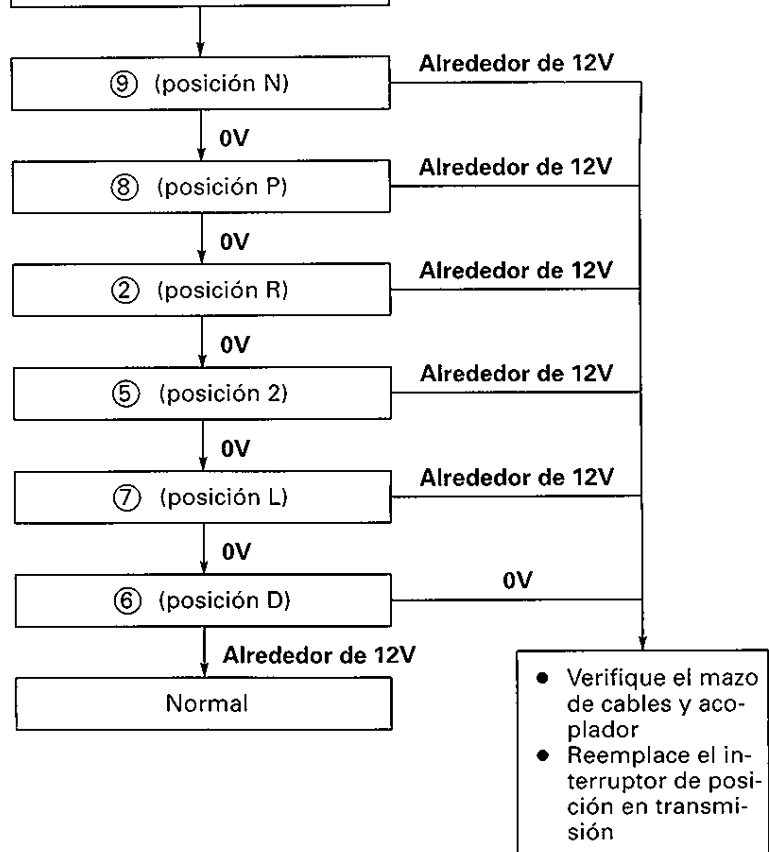 ⑨ (posición N)
Alrededor de 12V
0V
⑧ (posición P)
Alrededor de 12V
0V
② (posición R)
Alrededor de 12V
0V
⑤ (posición 2)
Alrededor de 12V
0V
⑦ (posición L)
Alrededor de 12V
0V
⑥ (posición D)
0V
Alrededor de 12V
Normal
● Verifique el mazo
de cables y aco-
plador
● Reemplace el in-
terruptor de posi-
ción en transmi-
sión